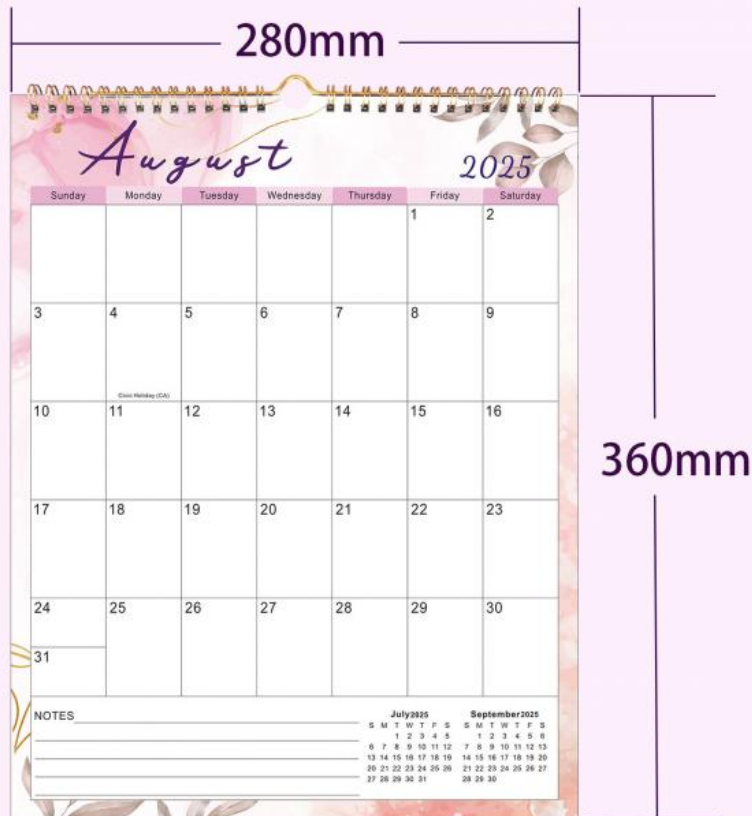 280mm
August 2025
Sunday Monday Tuesday Wednesday Thursday Friday Saturday
1 2
3 4 5 6 7 8 9
Civic Holiday (CA)
10 11 12 13 14 15 16
17 18 19 20 21 22 23
24 25 26 27 28 29 30
31
360mm
NOTES
July2025 September2025
S M T W T F S S M T W T F S
1 2 3 4 5 1 2 3 4 5 6
6 7 8 9 10 11 12 7 8 9 10 11 12 13
13 14 15 16 17 18 19 14 15 16 17 18 19 20
20 21 22 23 24 25 26 21 22 23 24 25 26 27
27 28 29 30 31 28 29 30